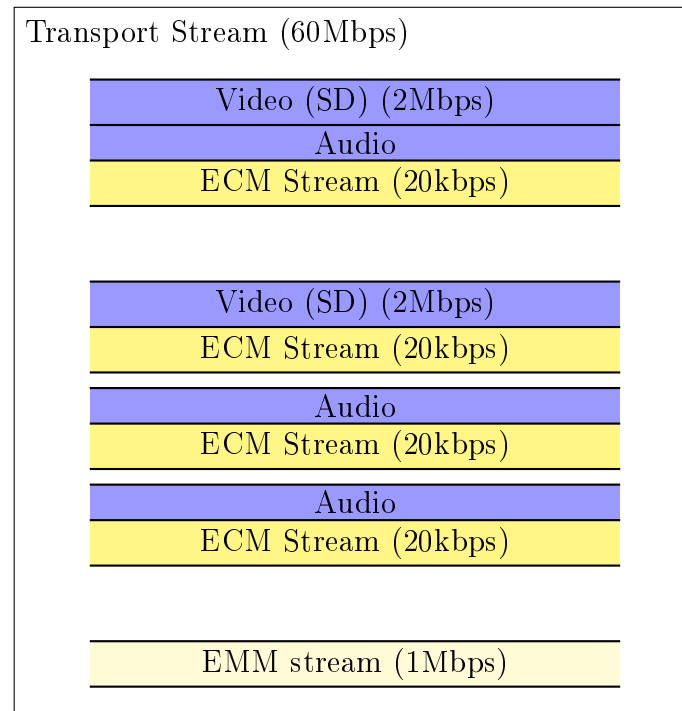 Transport Stream (60Mbps)
Video (SD) (2Mbps)
Audio
ECM Stream (20kbps)
Video (SD) (2Mbps)
ECM Stream (20kbps)
Audio
ECM Stream (20kbps)
Audio
ECM Stream (20kbps)
EMM stream (1Mbps)